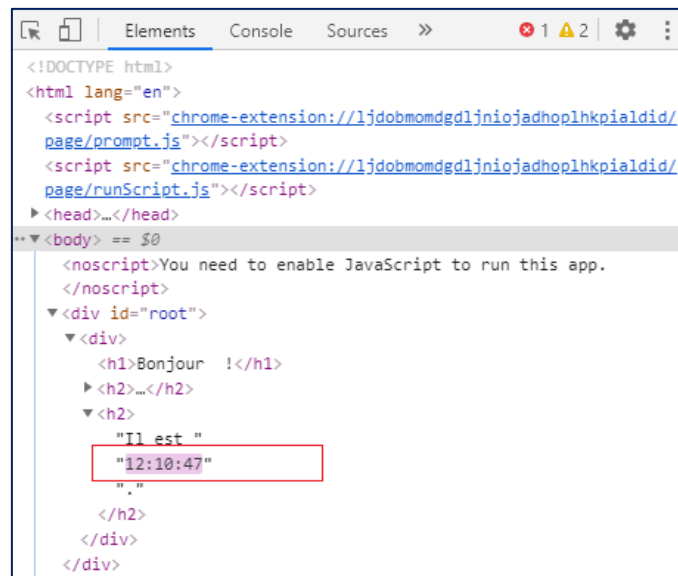 Elements Console Sources » 1 2
<!DOCTYPE html>
<html lang="en">
<script src="chrome-extension://ljdobmomdgdljniojadhoplhkpialdid/
page/prompt.js"></script>
<script src="chrome-extension://ljdobmomdgdljniojadhoplhkpialdid/
page/runScript.js"></script>
▶<head>…</head>
··▼<body> == $0
<noscript>You need to enable JavaScript to run this app.
</noscript>
▼<div id="root">
▼<div>
<h1>Bonjour  !</h1>
▶<h2>…</h2>
▼<h2>
"Il est "
"12:10:47"
"."
</h2>
</div>
</div>